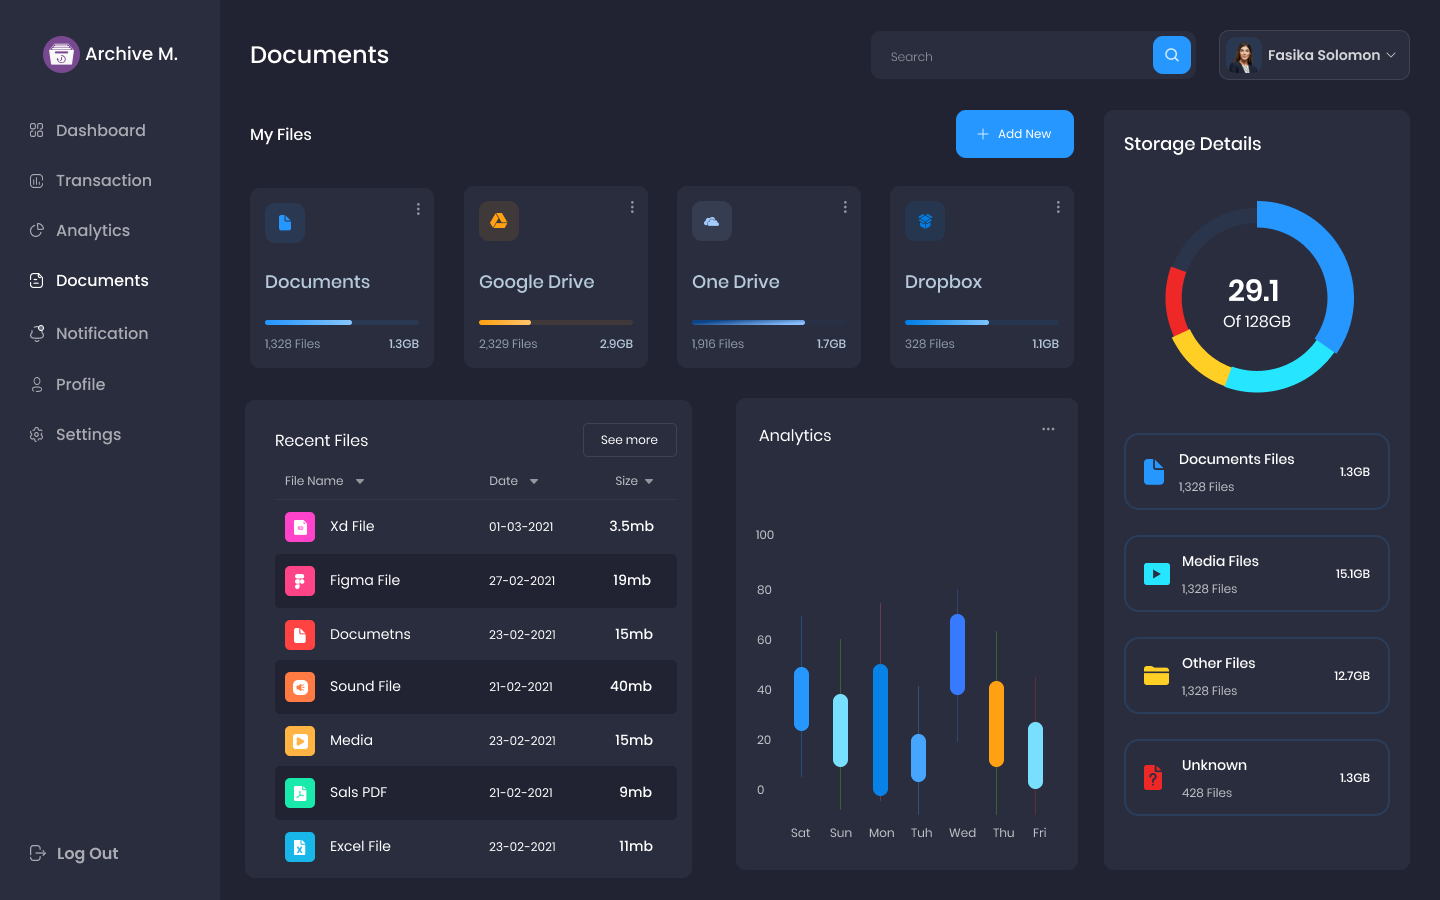 Archive M.
Dashboard
Transaction
Analytics
Documents
Notification
Profile
Settings
Log Out
Documents
Search
Fasika Solomon
My Files
Add New
Documents
1,328 Files 1.3GB
Google Drive
2,329 Files 2.9GB
One Drive
1,916 Files 1.7GB
Dropbox
328 Files 1.1GB
Recent Files
See more
File Name Date Size
Xd File 01-03-2021 3.5mb
Figma File 27-02-2021 19mb
Documetns 23-02-2021 15mb
Sound File 21-02-2021 40mb
Media 23-02-2021 15mb
Sals PDF 21-02-2021 9mb
Excel File 23-02-2021 11mb
Analytics
100
80
60
40
20
0
Sat Sun Mon Tuh Wed Thu Fri
Storage Details
29.1
Of 128GB
Documents Files
1,328 Files
1.3GB
Media Files
1,328 Files
15.1GB
Other Files
1,328 Files
12.7GB
Unknown
428 Files
1.3GB